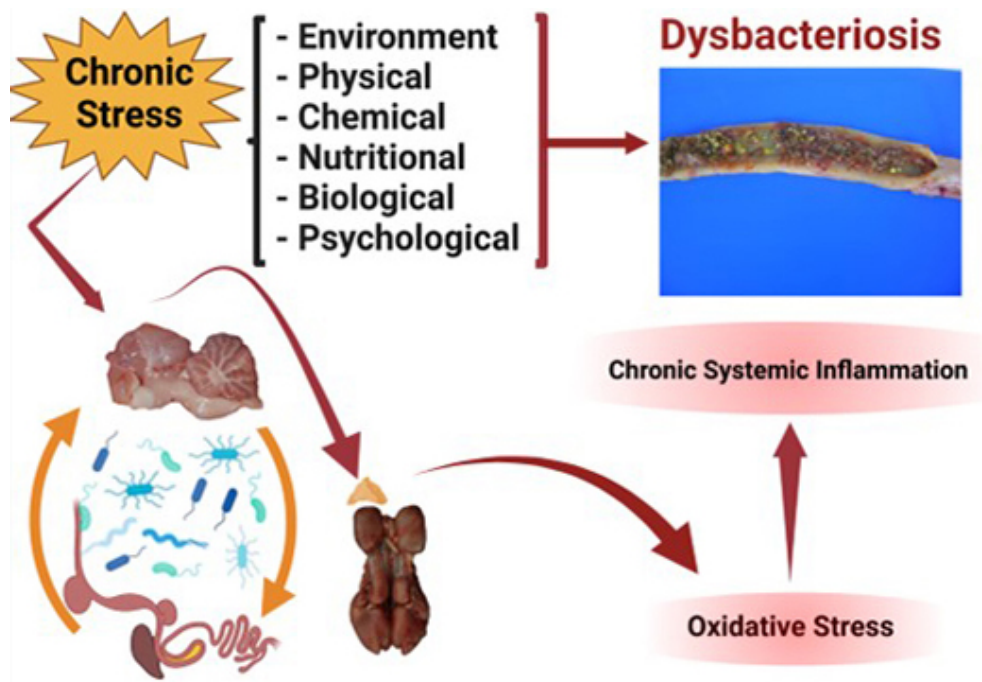 Chronic
Stress
- Environment
- Physical
- Chemical
- Nutritional
- Biological
- Psychological
Dysbacteriosis
Chronic Systemic Inflammation
Oxidative Stress